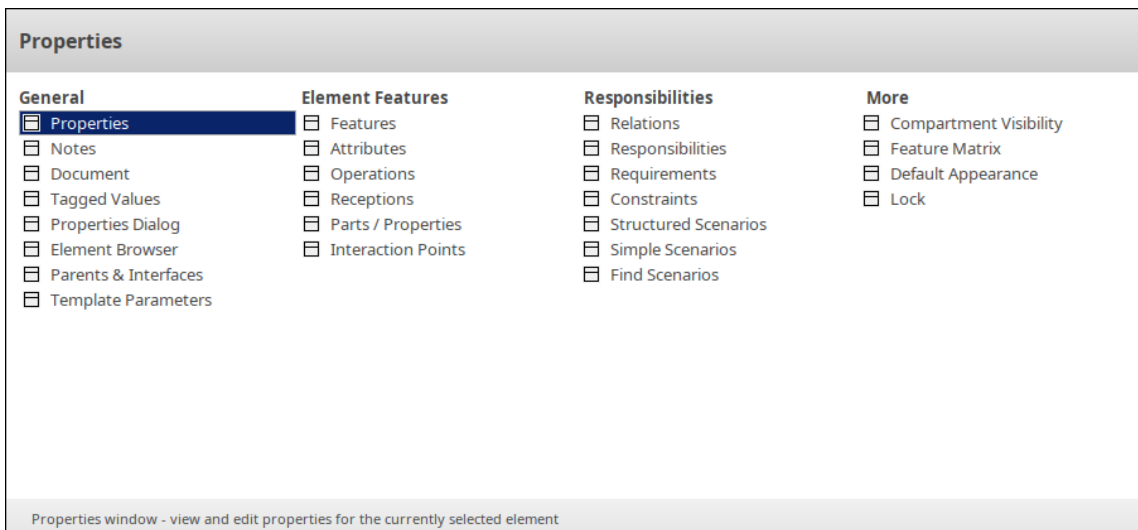 Properties
General
Properties
Notes
Document
Tagged Values
Properties Dialog
Element Browser
Parents & Interfaces
Template Parameters
Element Features
Features
Attributes
Operations
Receptions
Parts / Properties
Interaction Points
Responsibilities
Relations
Responsibilities
Requirements
Constraints
Structured Scenarios
Simple Scenarios
Find Scenarios
More
Compartment Visibility
Feature Matrix
Default Appearance
Lock
Properties window - view and edit properties for the currently selected element